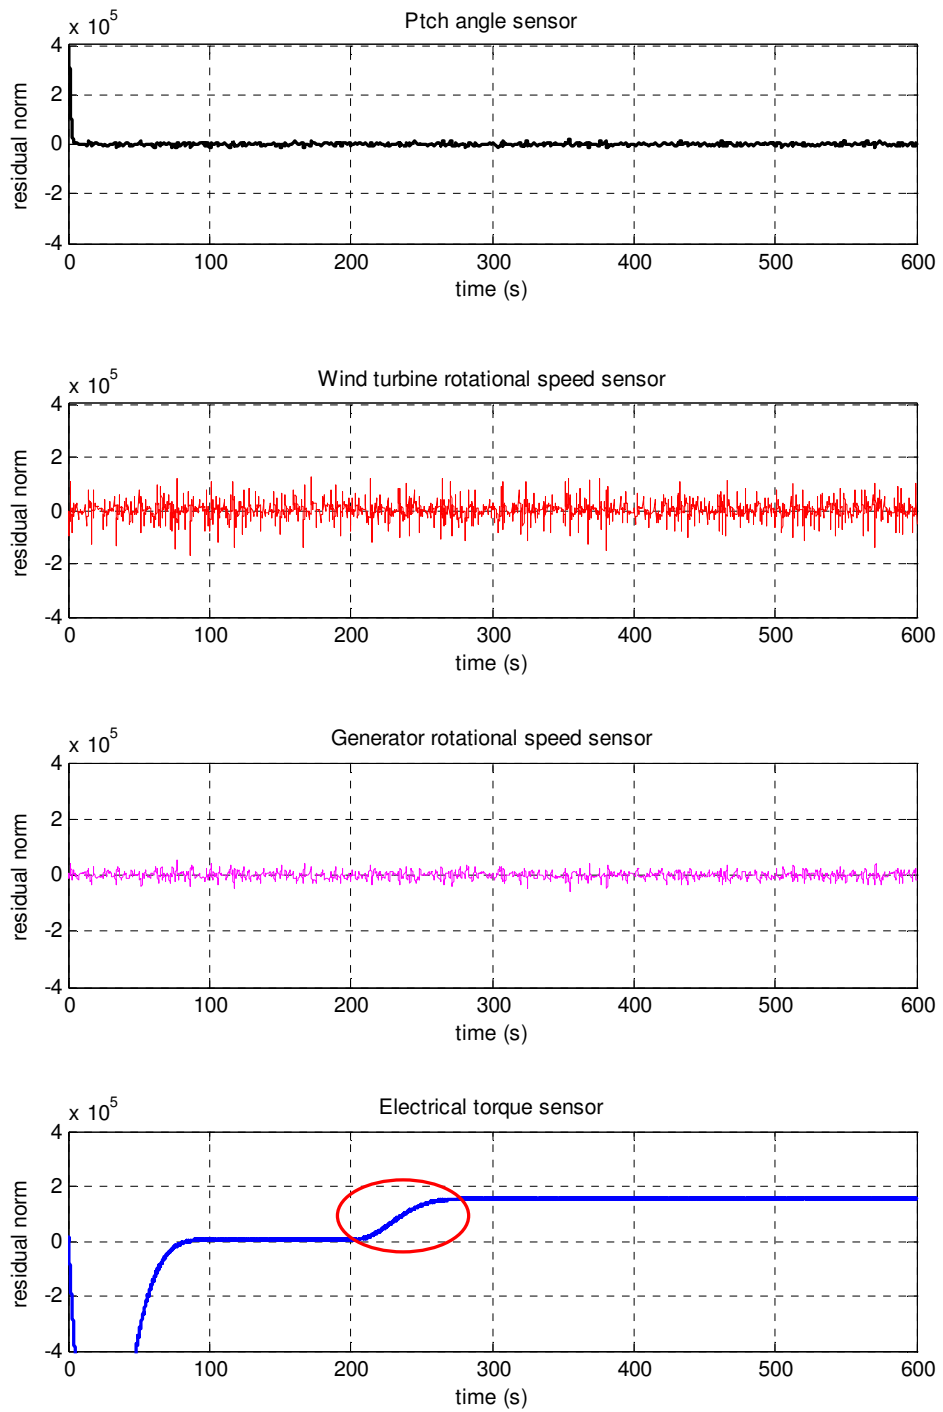 x 10^5
Ptch angle sensor
4
2
0
-2
-4
residual norm
0 100 200 300 400 500 600
time (s)
x 10^5
Wind turbine rotational speed sensor
4
2
0
-2
-4
residual norm
0 100 200 300 400 500 600
time (s)
x 10^5
Generator rotational speed sensor
4
2
0
-2
-4
residual norm
0 100 200 300 400 500 600
time (s)
x 10^5
Electrical torque sensor
4
2
0
-2
-4
residual norm
0 100 200 300 400 500 600
time (s)